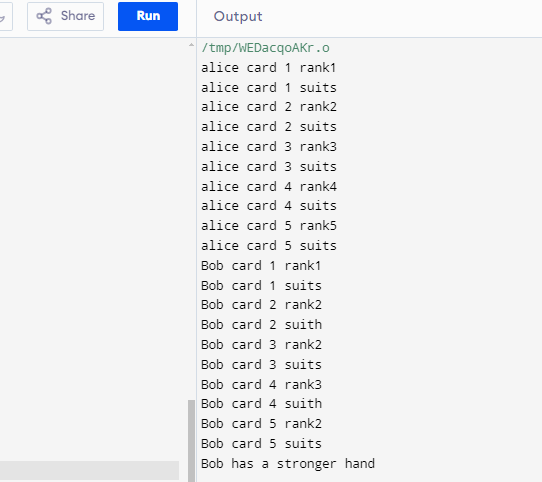 Share
Run
Output
/tmp/WEDacqoAKr.o
alice card 1 rank1
alice card 1 suits
alice card 2 rank2
alice card 2 suits
alice card 3 rank3
alice card 3 suits
alice card 4 rank4
alice card 4 suits
alice card 5 rank5
alice card 5 suits
Bob card 1 rank1
Bob card 1 suits
Bob card 2 rank2
Bob card 2 suith
Bob card 3 rank2
Bob card 3 suits
Bob card 4 rank3
Bob card 4 suith
Bob card 5 rank2
Bob card 5 suits
Bob has a stronger hand